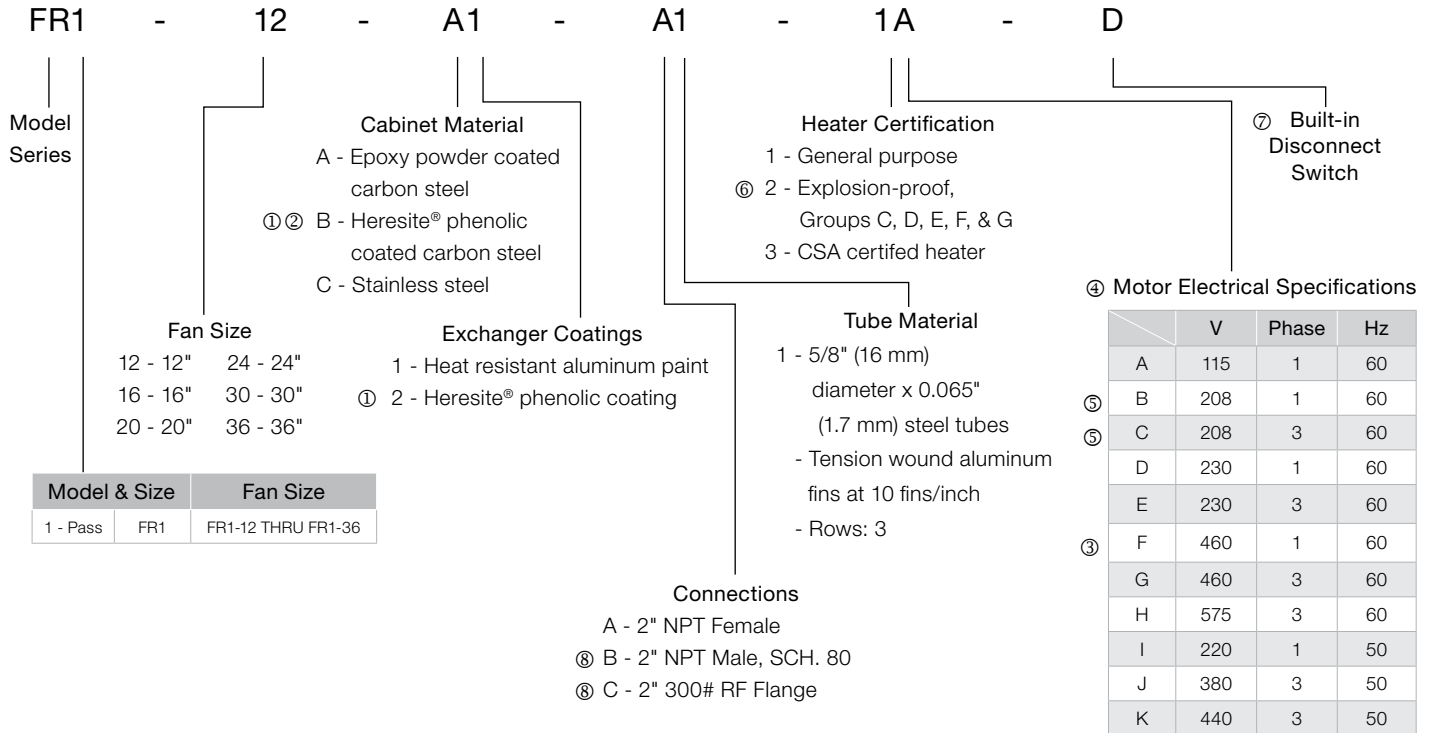 FR1 - 12 - A1 - A1 - 1A - D
Model
Series
Cabinet Material
A - Epoxy powder coated
carbon steel
①② B - Heresite® phenolic
coated carbon steel
C - Stainless steel
Heater Certification
1 - General purpose
⑥ 2 - Explosion-proof,
Groups C, D, E, F, & G
3 - CSA certifed heater
⑦ Built-in
Disconnect
Switch
Fan Size
12 - 12" 24 - 24"
16 - 16" 30 - 30"
20 - 20" 36 - 36"
Exchanger Coatings
1 - Heat resistant aluminum paint
① 2 - Heresite® phenolic coating
Tube Material
1 - 5/8" (16 mm)
diameter x 0.065"
(1.7 mm) steel tubes
- Tension wound aluminum
fins at 10 fins/inch
- Rows: 3
④ Motor Electrical Specifications
V Phase Hz
A 115 1 60
⑤ B 208 1 60
⑤ C 208 3 60
D 230 1 60
E 230 3 60
③ F 460 1 60
G 460 3 60
H 575 3 60
I 220 1 50
J 380 3 50
K 440 3 50
Model & Size Fan Size
1 - Pass FR1 FR1-12 THRU FR1-36
Connections
A - 2" NPT Female
⑧ B - 2" NPT Male, SCH. 80
⑧ C - 2" 300# RF Flange